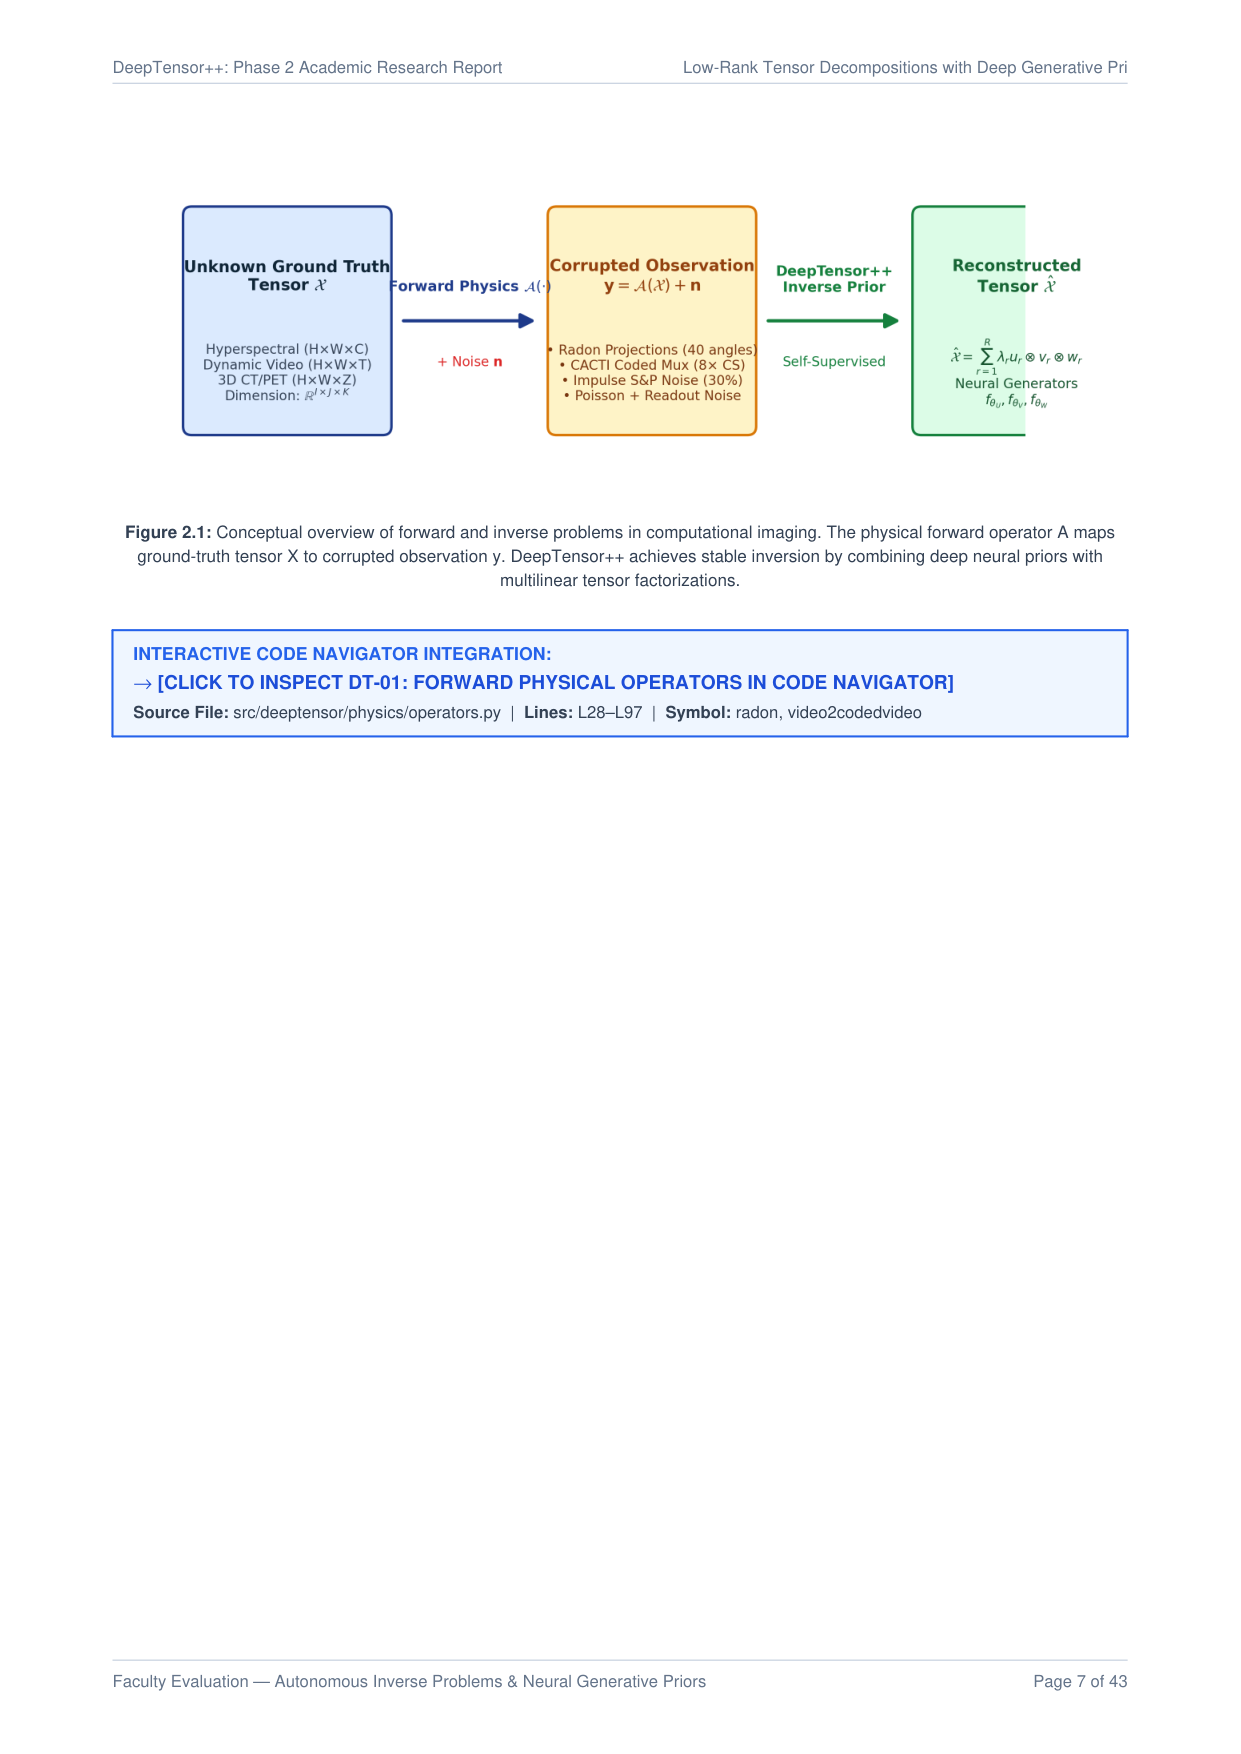 DeepTensor++: Phase 2 Academic Research Report
Low-Rank Tensor Decompositions with Deep Generative Pri
Unknown Ground Truth
Tensor 𝒳
Hyperspectral (H×W×C)
Dynamic Video (H×W×T)
3D CT/PET (H×W×Z)
Dimension: ℝ^{I×J×K}
Forward Physics 𝒜(·)
+ Noise n
Corrupted Observation
y = 𝒜(𝒳) + n
• Radon Projections (40 angles)
• CACTI Coded Mux (8× CS)
• Impulse S&P Noise (30%)
• Poisson + Readout Noise
DeepTensor++
Inverse Prior
Self-Supervised
Reconstructed
Tensor 𝒳̂
𝒳̂ = ∑_{r=1}^{R} λ_r u_r ⊗ v_r ⊗ w_r
Neural Generators
f_{θ_U}, f_{θ_V}, f_{θ_W}
Figure 2.1: Conceptual overview of forward and inverse problems in computational imaging. The physical forward operator A maps
ground-truth tensor X to corrupted observation y. DeepTensor++ achieves stable inversion by combining deep neural priors with
multilinear tensor factorizations.
INTERACTIVE CODE NAVIGATOR INTEGRATION:
→ [CLICK TO INSPECT DT-01: FORWARD PHYSICAL OPERATORS IN CODE NAVIGATOR]
Source File: src/deeptensor/physics/operators.py | Lines: L28–L97 | Symbol: radon, video2codedvideo
Faculty Evaluation — Autonomous Inverse Problems & Neural Generative Priors
Page 7 of 43